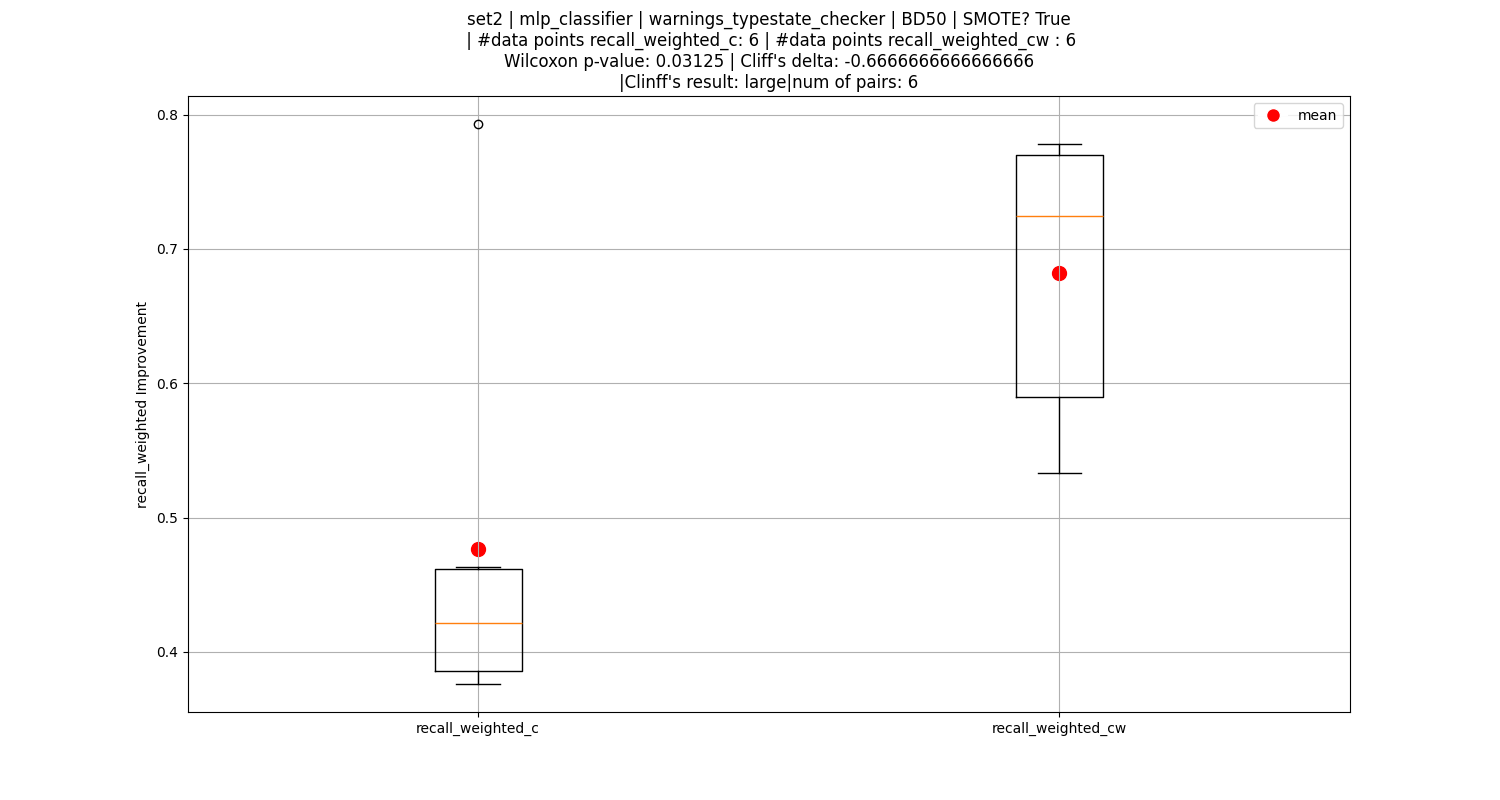 set2 | mlp_classifier | warnings_typestate_checker | BD50 | SMOTE? True
| #data points recall_weighted_c: 6 | #data points recall_weighted_cw : 6
Wilcoxon p-value: 0.03125 | Cliff's delta: -0.6666666666666666
|Clinff's result: large|num of pairs: 6
mean
0.8
0.7
0.6
0.5
0.4
recall_weighted Improvement
recall_weighted_c
recall_weighted_cw